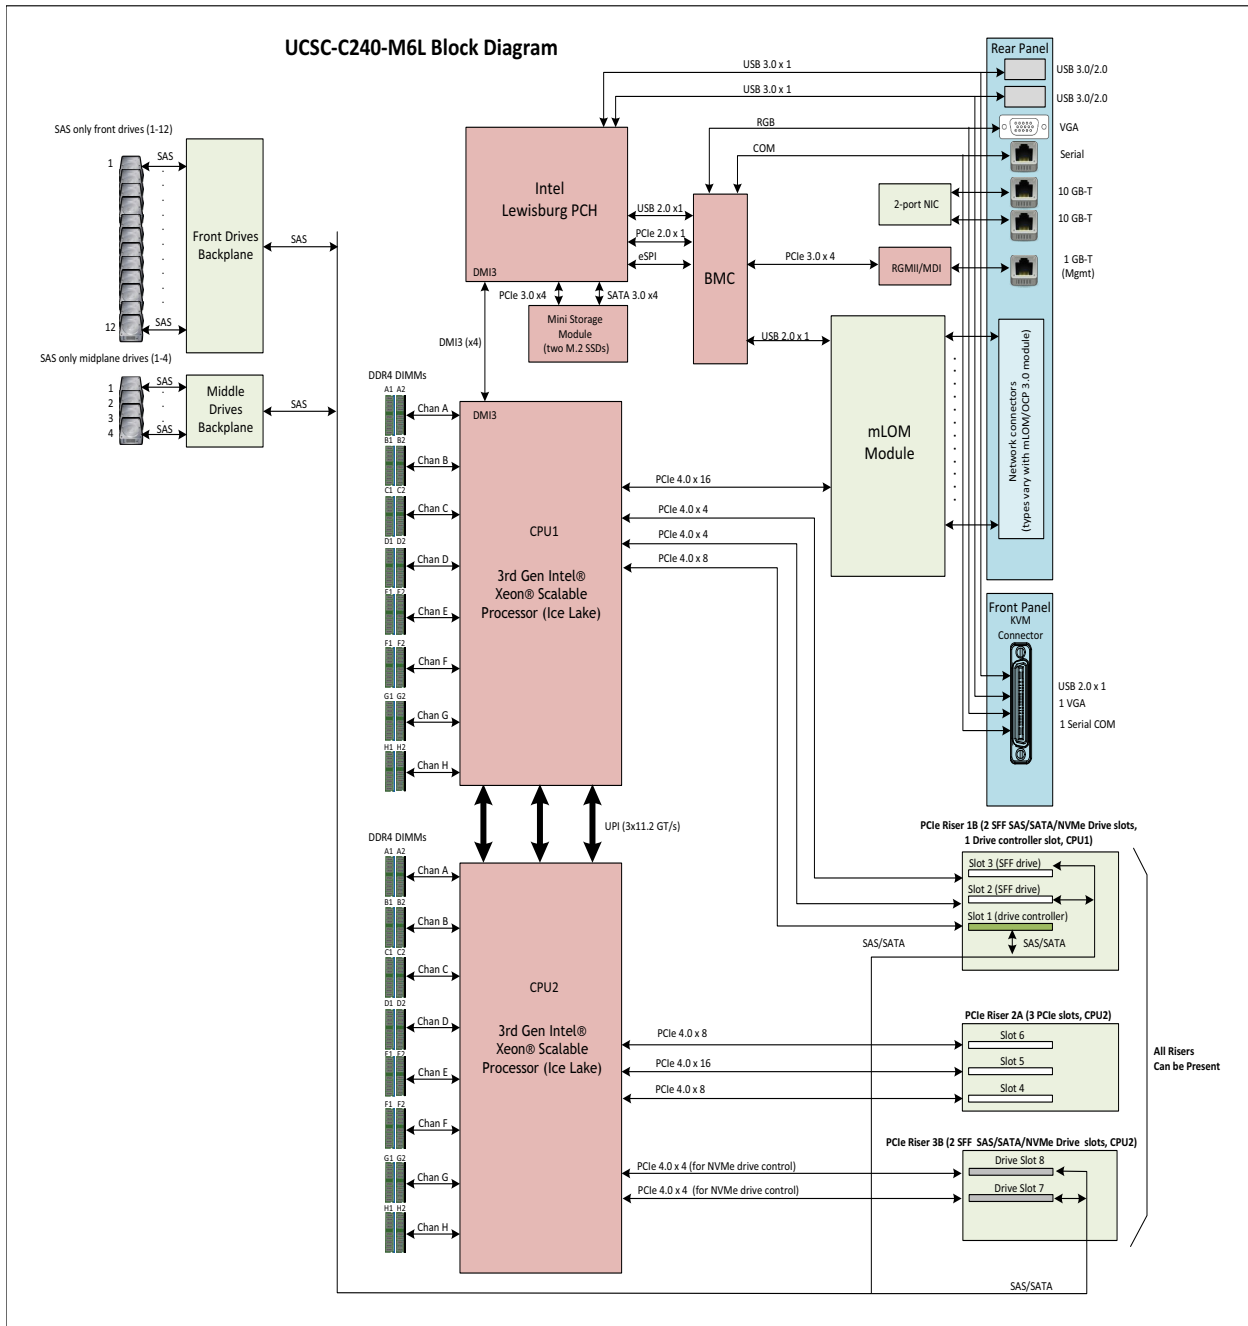 UCSC-C240-M6L Block Diagram
SAS only front drives (1-12)
1
SAS
Front Drives
Backplane
SAS
12
SAS
SAS only midplane drives (1-4)
1
2
3
4
SAS
SAS
Middle
Drives
Backplane
SAS
Intel
Lewisburg PCH
DMI3
USB 3.0 x 1
USB 3.0 x 1
RGB
COM
USB 2.0 x1
PCIe 2.0 x 1
eSPI
BMC
PCIe 3.0 x4
SATA 3.0 x4
Mini Storage
Module
(two M.2 SSDs)
DMI3 (x4)
2-port NIC
PCIe 3.0 x 4
RGMII/MDI
USB 2.0 x 1
mLOM
Module
Rear Panel
USB 3.0/2.0
USB 3.0/2.0
VGA
Serial
10 GB-T
10 GB-T
1 GB-T
(Mgmt)
Network connectors
(types vary with mLOM/OCP 3.0 module)
Front Panel
KVM
Connector
USB 2.0 x 1
1 VGA
1 Serial COM
DDR4 DIMMs
A1 A2
Chan A
B1 B2
Chan B
C1 C2
Chan C
D1 D2
Chan D
E1 E2
Chan E
F1 F2
Chan F
G1 G2
Chan G
H1 H2
Chan H
DMI3
CPU1
3rd Gen Intel®
Xeon® Scalable
Processor (Ice Lake)
PCIe 4.0 x 16
PCIe 4.0 x 4
PCIe 4.0 x 4
PCIe 4.0 x 8
UPI (3x11.2 GT/s)
DDR4 DIMMs
A1 A2
Chan A
B1 B2
Chan B
C1 C2
Chan C
D1 D2
Chan D
E1 E2
Chan E
F1 F2
Chan F
G1 G2
Chan G
H1 H2
Chan H
CPU2
3rd Gen Intel®
Xeon® Scalable
Processor (Ice Lake)
PCIe 4.0 x 8
PCIe 4.0 x 16
PCIe 4.0 x 8
PCIe 4.0 x 4 (for NVMe drive control)
PCIe 4.0 x 4 (for NVMe drive control)
PCIe Riser 1B (2 SFF SAS/SATA/NVMe Drive slots,
1 Drive controller slot, CPU1)
Slot 3 (SFF drive)
Slot 2 (SFF drive)
Slot 1 (drive controller)
SAS/SATA
SAS/SATA
PCIe Riser 2A (3 PCIe slots, CPU2)
Slot 6
Slot 5
Slot 4
All Risers
Can be Present
PCIe Riser 3B (2 SFF SAS/SATA/NVMe Drive slots, CPU2)
Drive Slot 8
Drive Slot 7
SAS/SATA